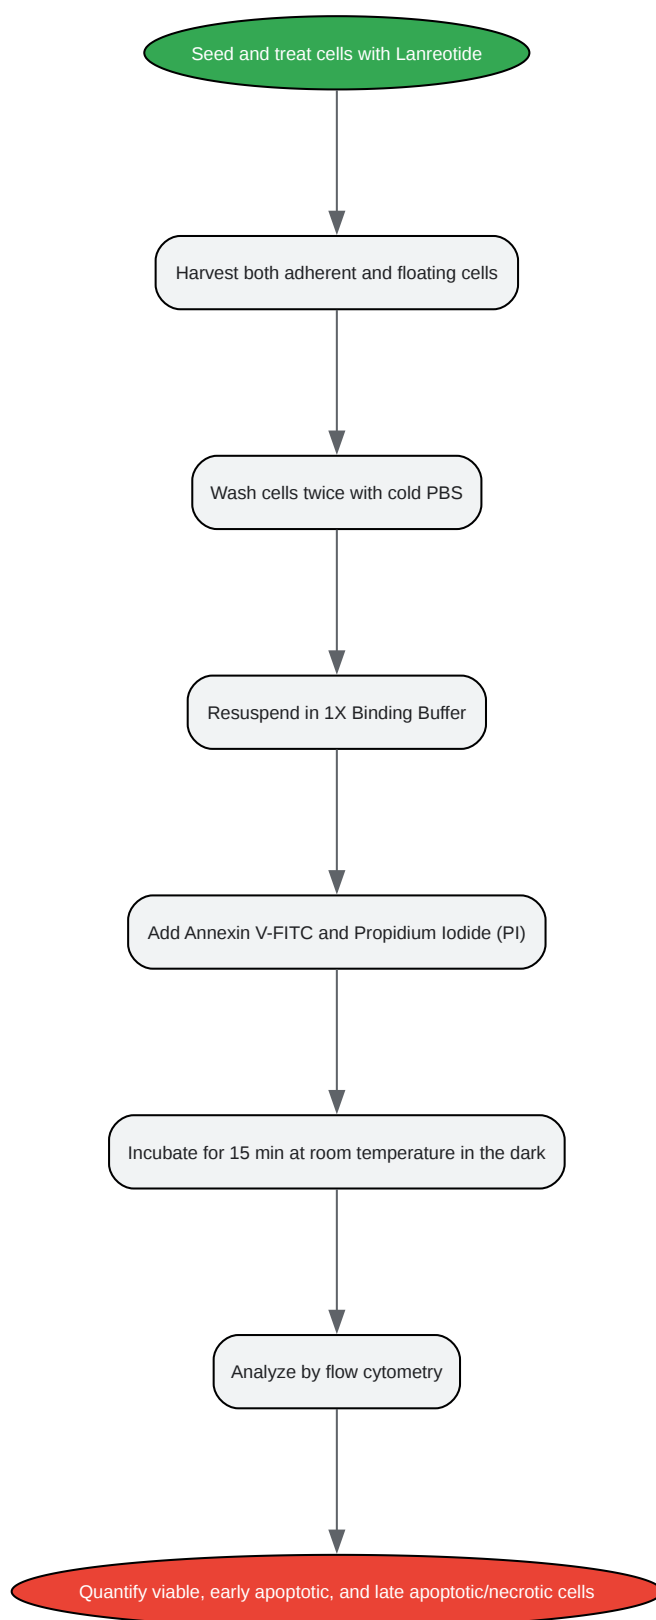 Seed and treat cells with Lanreotide
Harvest both adherent and floating cells
Wash cells twice with cold PBS
Resuspend in 1X Binding Buffer
Add Annexin V-FITC and Propidium Iodide (PI)
Incubate for 15 min at room temperature in the dark
Analyze by flow cytometry
Quantify viable, early apoptotic, and late apoptotic/necrotic cells